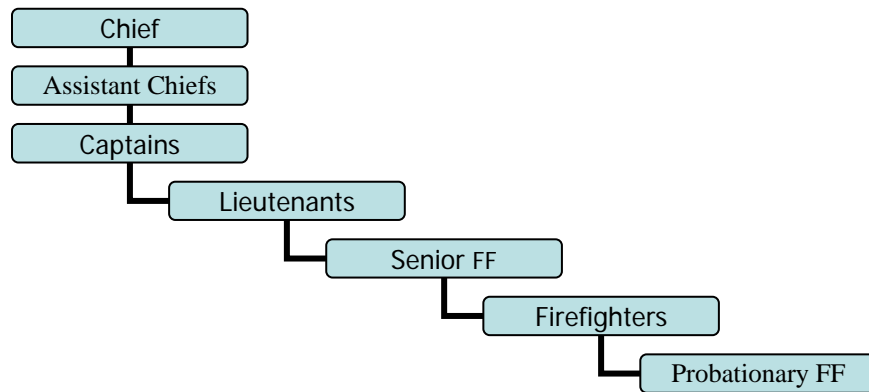 Chief
Assistant Chiefs
Captains
Lieutenants
Senior FF
Firefighters
Probationary FF